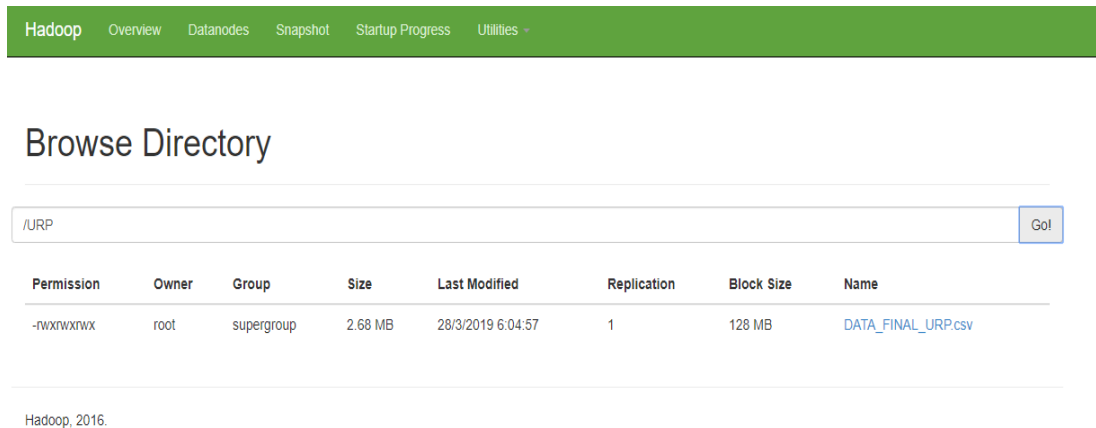 Hadoop Overview Datanodes Snapshot Startup Progress Utilities
Browse Directory
/URP Go!
Permission Owner Group Size Last Modified Replication Block Size Name
-rwxrwxrwx root supergroup 2.68 MB 28/3/2019 6:04:57 1 128 MB DATA_FINAL_URP.csv
Hadoop, 2016.